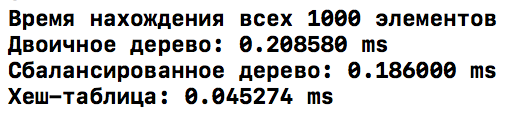 Время нахождения всех 1000 элементов
Двоичное дерево: 0.208580 ms
Сбалансированное дерево: 0.186000 ms
Хеш-таблица: 0.045274 ms